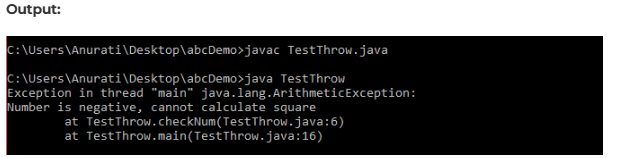 Output:
C:\Users\Anurati\Desktop\abcDemo>javac TestThrow.java
C:\Users\Anurati\Desktop\abcDemo>java TestThrow
Exception in thread "main" java.lang.ArithmeticException:
Number is negative, cannot calculate square
at TestThrow.checkNum(TestThrow.java:6)
at TestThrow.main(TestThrow.java:16)